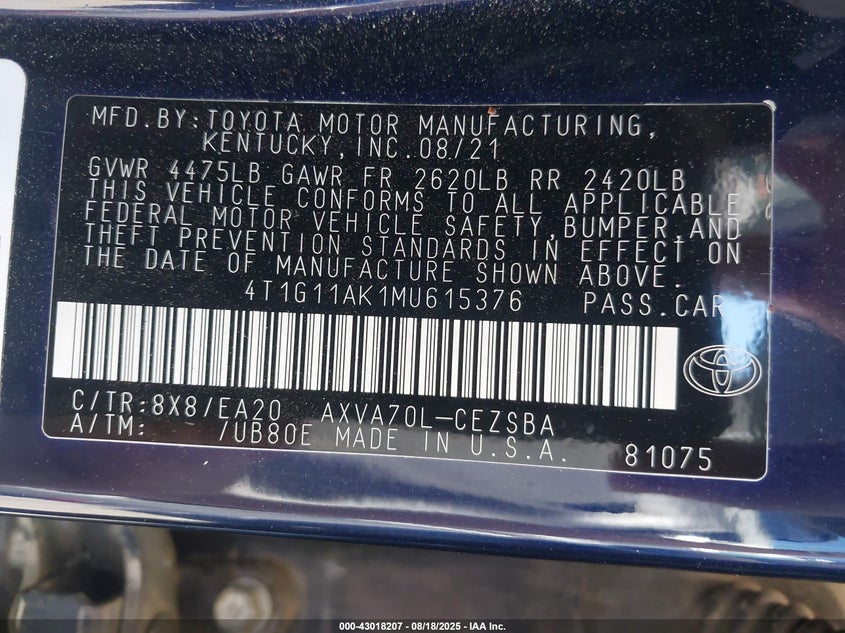 MFD.BY:TOYOTA MOTOR MANUFACTURING,
KENTUCKY,INC.08/21
GVWR 4475LB GAWR FR 2620LB RR 2420LB
THIS VEHICLE CONFORMS TO ALL APPLICABLE
FEDERAL MOTOR VEHICLE SAFETY,BUMPER,AND
THEFT PREVENTION STANDARDS IN EFFECT ON
THE DATE OF MANUFACTURE SHOWN ABOVE.
4T1G11AK1MU615376 PASS.CAR
C/TR:8X8/EA20 AXVA70L-CEZSBA
A/TM: /UB80E MADE IN U.S.A. 81075
000-43018207 - 08/18/2025 - IAA Inc.